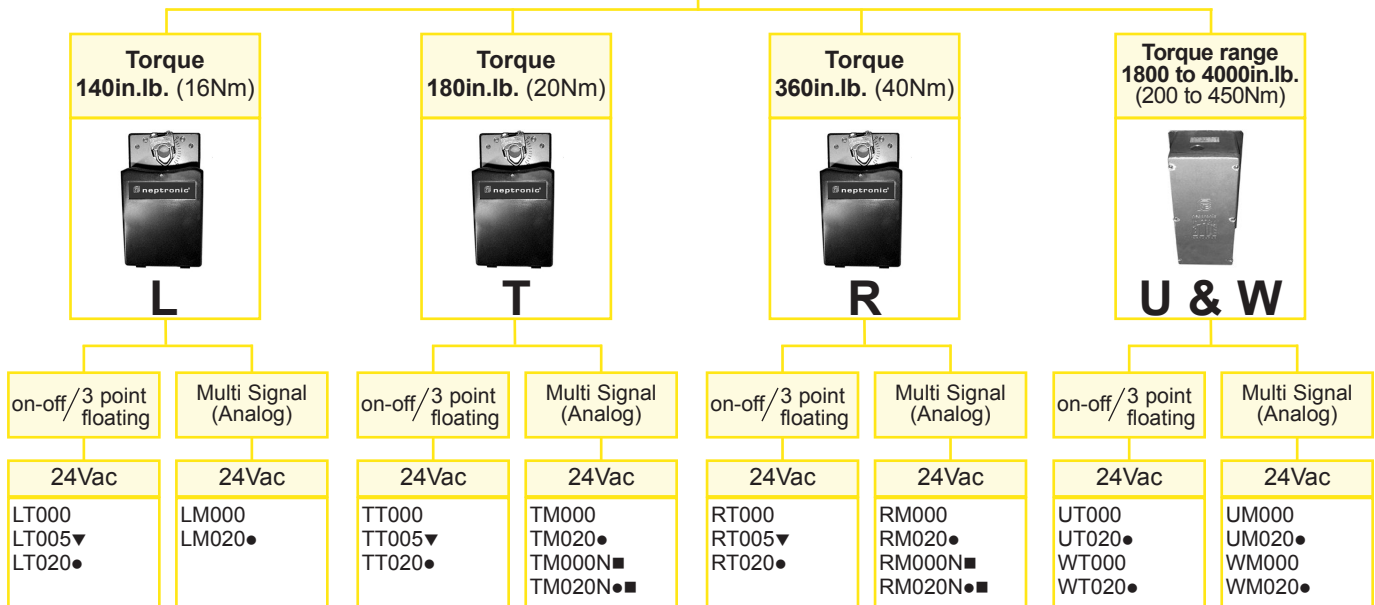 Torque
140in.lb. (16Nm)
neptronic
L
on-off/3 point floating
Multi Signal
(Analog)
24Vac
LT000
LT005▼
LT020●
24Vac
LM000
LM020●
Torque
180in.lb. (20Nm)
neptronic
T
on-off/3 point floating
Multi Signal
(Analog)
24Vac
TT000
TT005▼
TT020●
24Vac
TM000
TM020●
TM000N■
TM020N●■
Torque
360in.lb. (40Nm)
neptronic
R
on-off/3 point floating
Multi Signal
(Analog)
24Vac
RT000
RT005▼
RT020●
24Vac
RM000
RM020●
RM000N■
RM020N●■
Torque range
1800 to 4000in.lb.
(200 to 450Nm)
U & W
on-off/3 point floating
Multi Signal
(Analog)
24Vac
UT000
UT020●
WT000
WT020●
24Vac
UM000
UM020●
WM000
WM020●